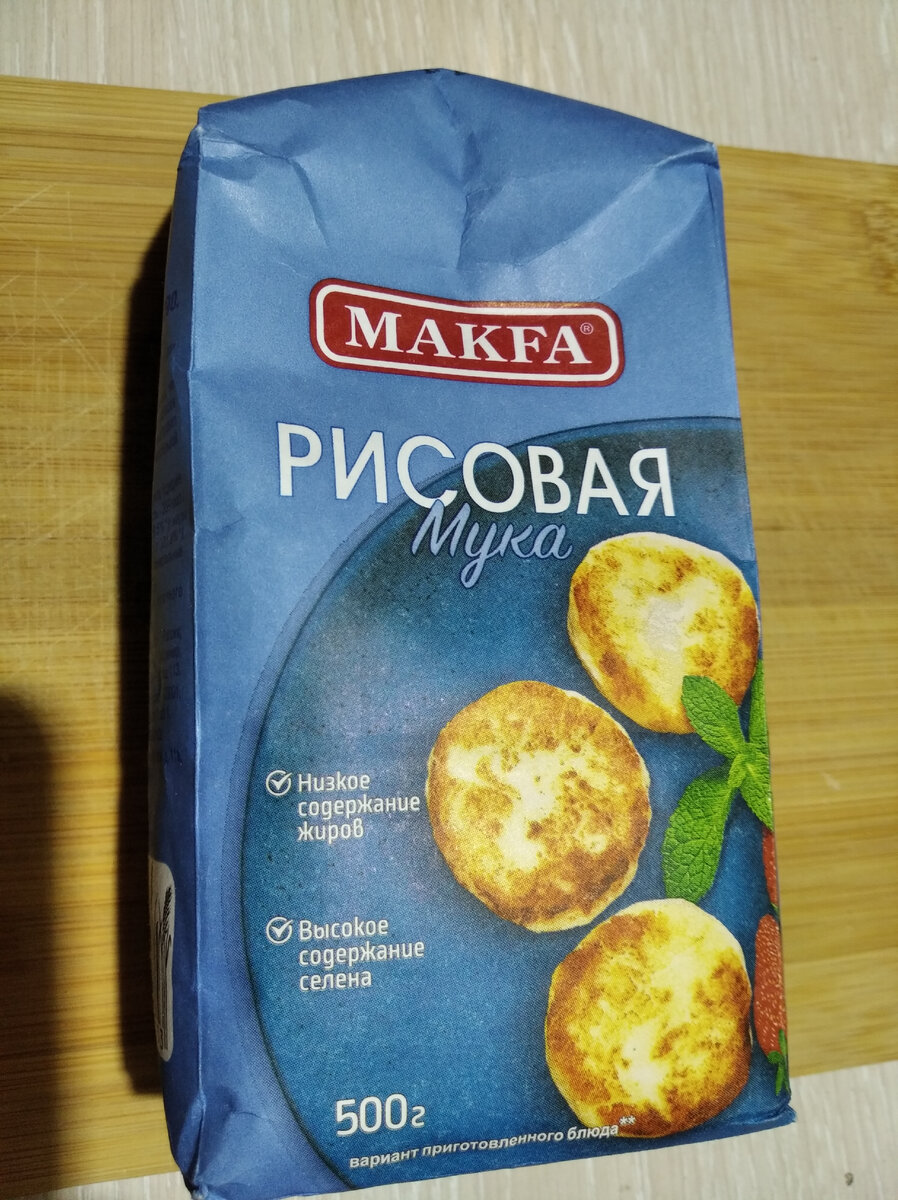 MAKFA®
РИСОВАЯ
Мука
Низкое
содержание
жиров
Высокое
содержание
селена
500г
вариант приготовленного блюда**